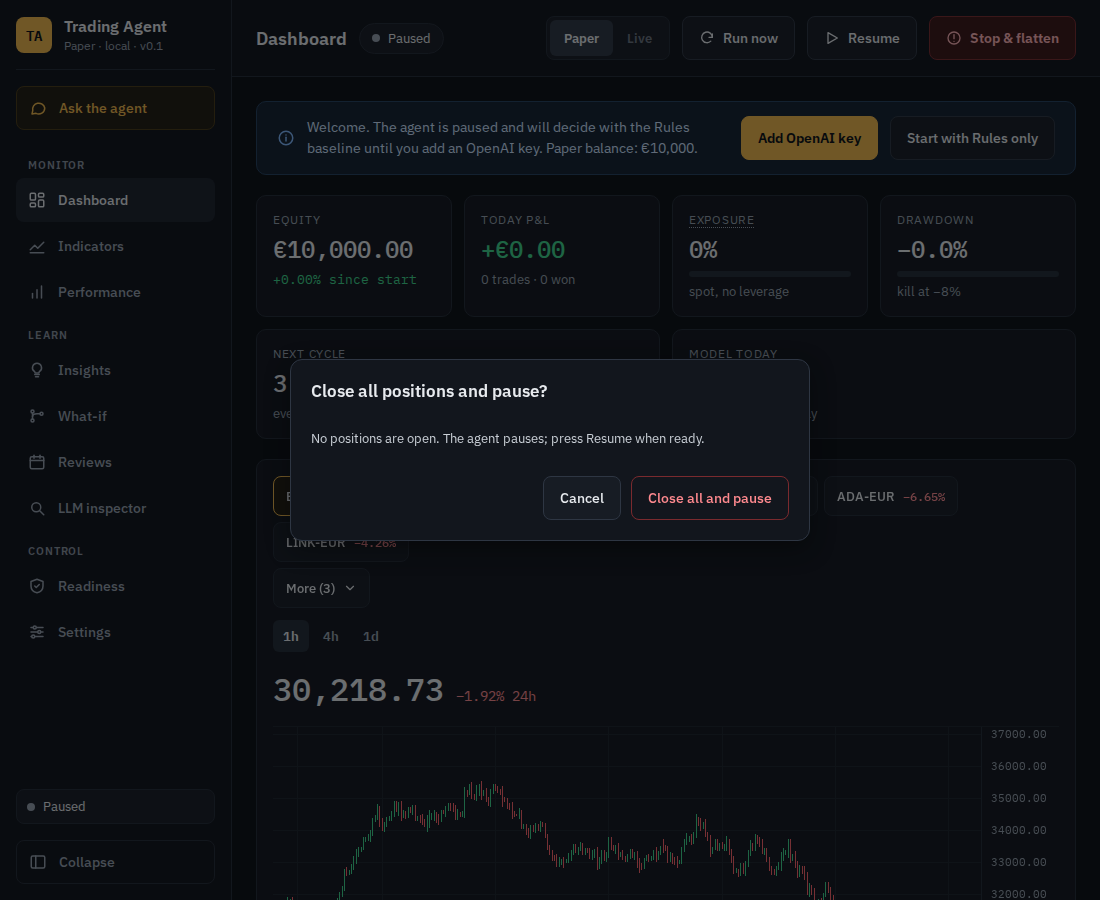 TA
Trading Agent
Paper · local · v0.1
Ask the agent
MONITOR
Dashboard
Indicators
Performance
LEARN
Insights
What-if
Reviews
LLM inspector
CONTROL
Readiness
Settings
Paused
Collapse
Dashboard
Paused
Paper
Live
Run now
Resume
Stop & flatten
Welcome. The agent is paused and will decide with the Rules
baseline until you add an OpenAI key. Paper balance: €10,000.
Add OpenAI key
Start with Rules only
EQUITY
€10,000.00
+0.00% since start
TODAY P&L
+€0.00
0 trades · 0 won
EXPOSURE
0%
spot, no leverage
DRAWDOWN
−0.0%
kill at −8%
NEXT CYCLE
MODEL TODAY
Close all positions and pause?
No positions are open. The agent pauses; press Resume when ready.
Cancel
Close all and pause
ADA-EUR −6.65%
LINK-EUR −4.26%
More (3)
1h
4h
1d
30,218.73
−1.92% 24h
37000.00
36000.00
35000.00
34000.00
33000.00
32000.00